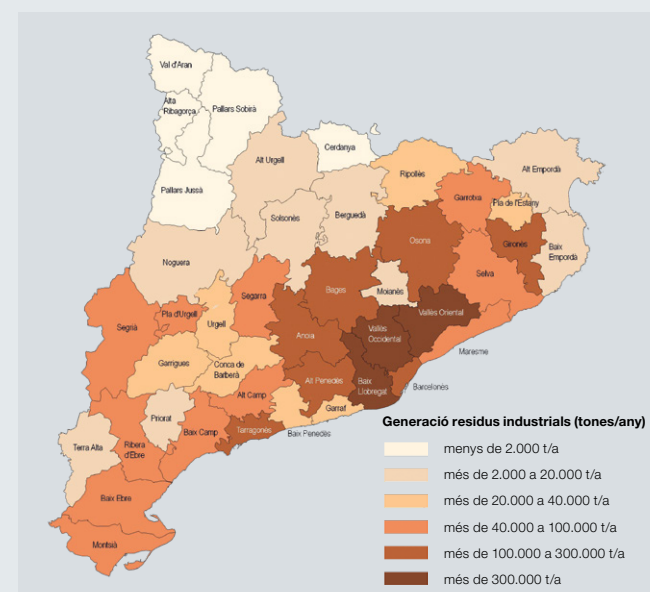 Val d'Aran
Alta
Ribagorça
Pallars Sobirà
Cerdanya
Pallars Jussà
Alt Urgell
Ripollès
Alt Empordà
Garrotxa
Pla de l'Estany
Solsonès
Berguedà
Osona
Gironès
Baix
Empordà
Noguera
Selva
Bages
Moianès
Segarra
Vallès Oriental
Segrià
Pla d'Urgell
Urgell
Anoia
Vallès
Occidental
Maresme
Garrigues
Conca de
Barberà
Alt Penedès
Baix
Llobregat
Barcelonès
Alt Camp
Garraf
Priorat
Baix Camp
Tarragonès
Baix Penedès
Terra Alta
Ribera
d'Ebre
Baix Ebre
Montsià
Generació residus industrials (tones/any)
menys de 2.000 t/a
més de 2.000 a 20.000 t/a
més de 20.000 a 40.000 t/a
més de 40.000 a 100.000 t/a
més de 100.000 a 300.000 t/a
més de 300.000 t/a